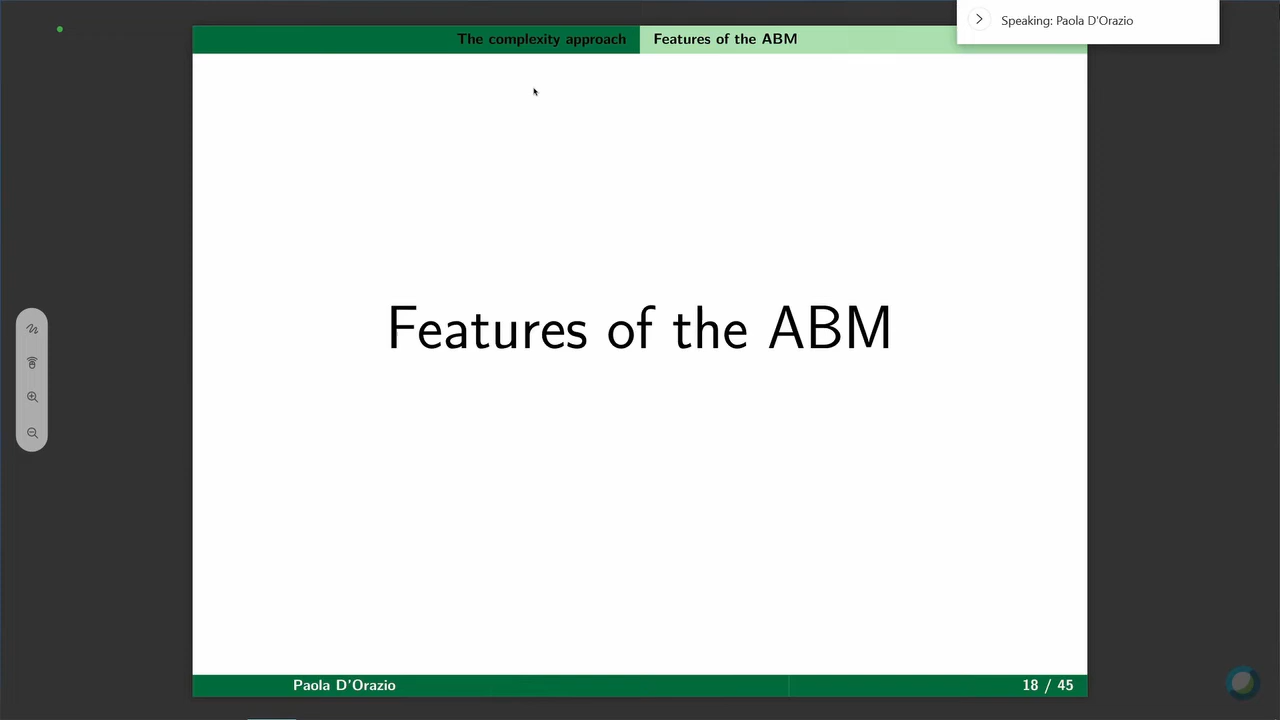 Speaking: Paola D'Orazio
The complexity approach
Features of the ABM
Features of the ABM
Paola D'Orazio
18 / 45